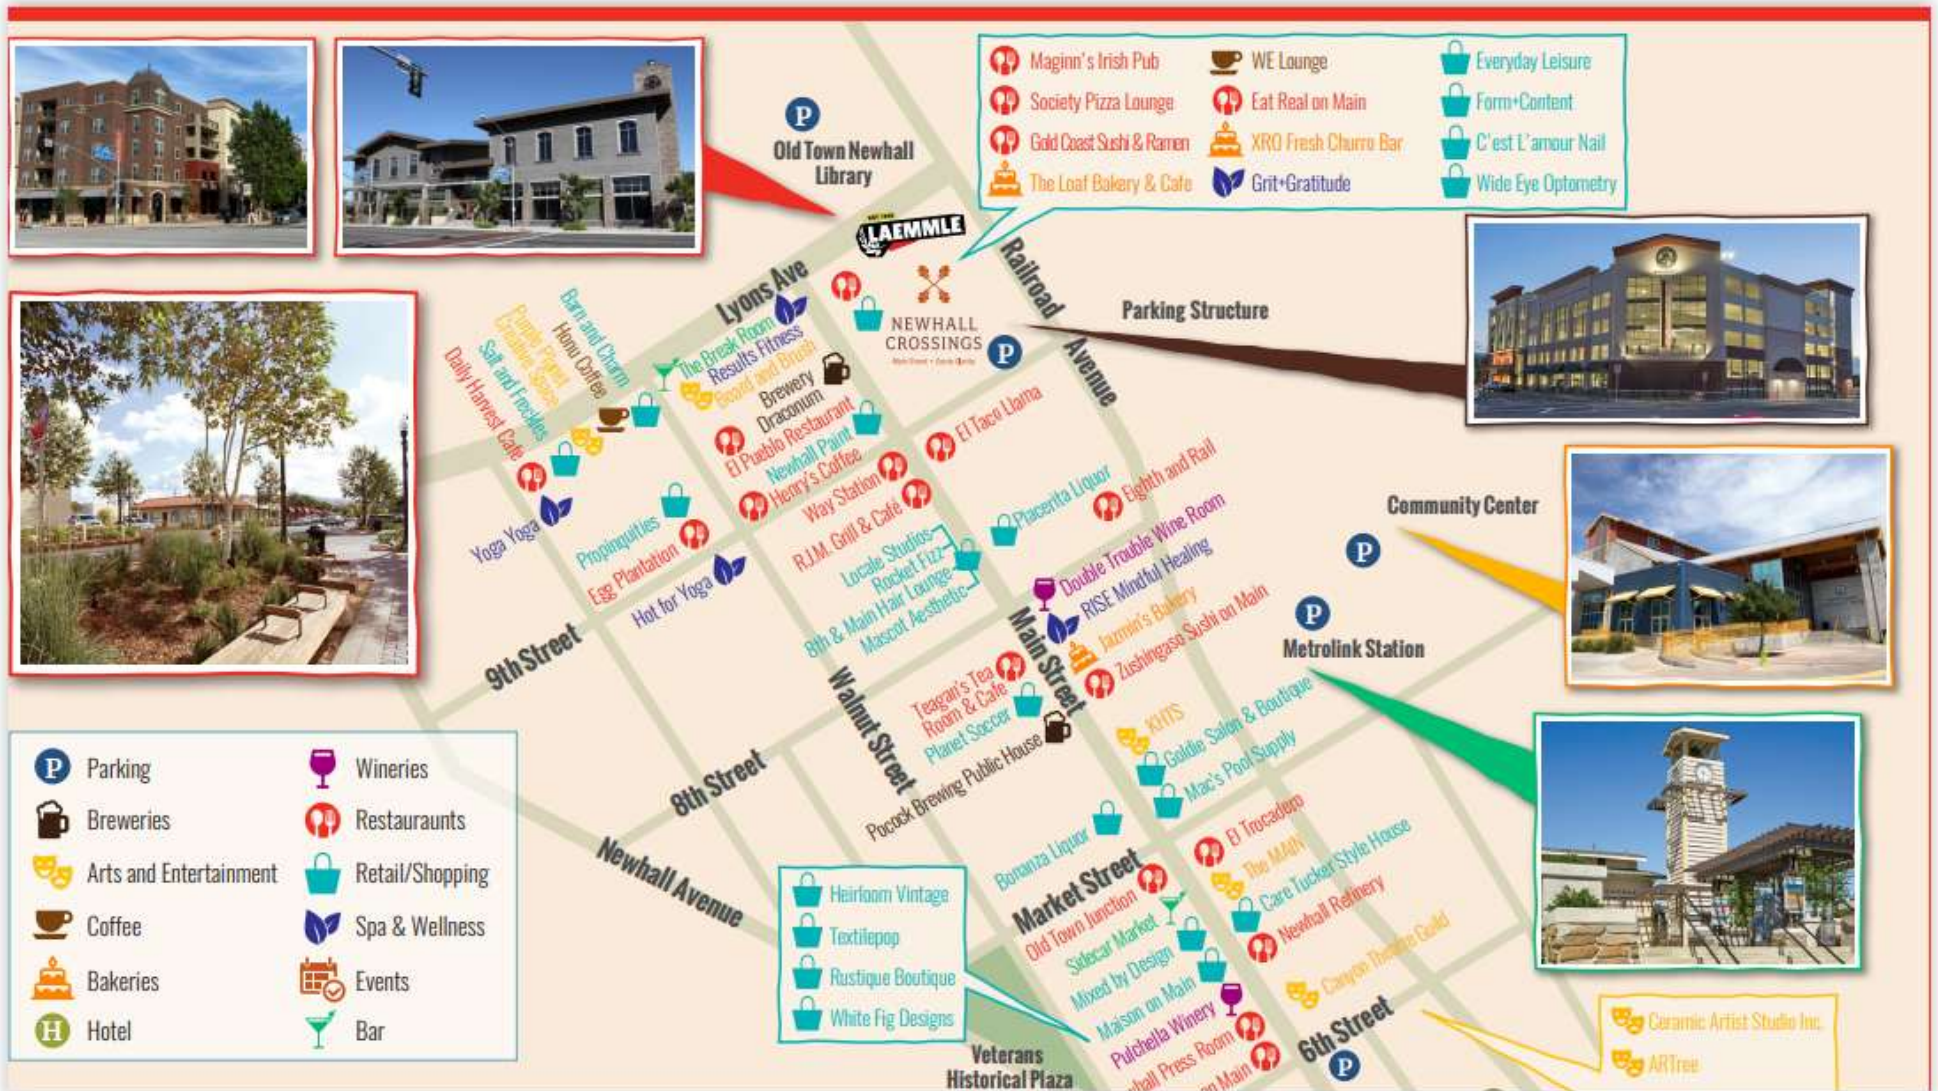 Maginn's Irish Pub
Society Pizza Lounge
Gold Coast Sushi & Ramen
The Loaf Bakery & Cafe
WE Lounge
Eat Real on Main
XRO Fresh Churro Bar
Grit+Gratitude
Everyday Leisure
Form+Content
C'est L'amour Nail
Wide Eye Optometry
P
Old Town Newhall
Library
LAEMMLE
Lyons Ave
Railroad
Avenue
NEWHALL
CROSSINGS
P
Parking Structure
Barn and Charm
Honu Coffee
Purple Planet
Creative Space
Salt and Freckles
Daily Harvest Cafe
Yoga Yoga
The Break Room
Results Fitness
Board and Brush
Brewery
Draconum
El Pueblo Restaurant
Newhall Paint
Henry's Coffee
Way Station
R.J.M. Grill & Café
El Taco Llama
Propinquities
Egg Plantation
Hot for Yoga
Locale Studios
Rocket Fizz
8th & Main Hair Lounge
Mascot Aesthetic
Placerita Liquor
Eighth and Rail
Double Trouble Wine Room
RISE Mindful Healing
Jazmin's Bakery
Zushingaso Sushi on Main
Community Center
P
P
Metrolink Station
9th Street
8th Street
Walnut Street
Main Street
Newhall Avenue
Market Street
6th Street
Teagan's Tea
Room & Cafe
Planet Soccer
Pocock Brewing Public House
KHTS
Goldie Salon & Boutique
Mac's Pool Supply
Bonanza Liquor
El Trocadero
The MAIN
Care Tucker Style House
Newhall Refinery
Canyon Theatre Guild
Old Town Junction
Sidecar Market
Mixed by Design
Maison on Main
Pulchella Winery
Press Room
Main
P
Heirloom Vintage
Textilepop
Rustique Boutique
White Fig Designs
Veterans
Historical Plaza
Ceramic Artist Studio Inc.
ARTree
P Parking
Breweries
Arts and Entertainment
Coffee
Bakeries
H Hotel
Wineries
Restauraunts
Retail/Shopping
Spa & Wellness
Events
Bar